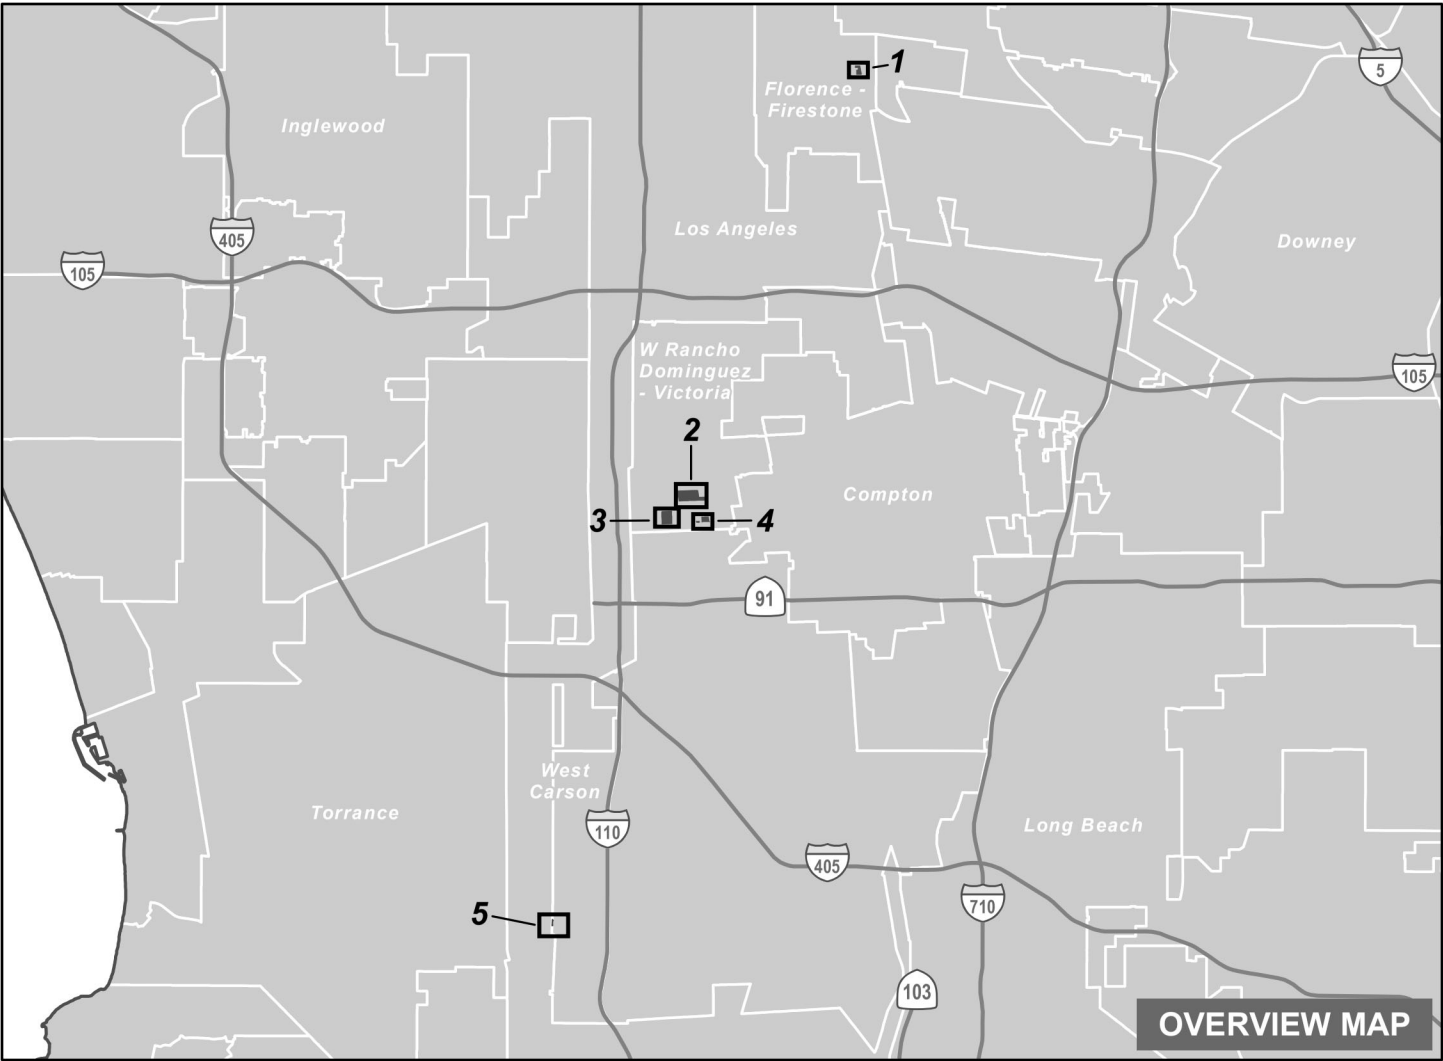 1
5
Florence -
Firestone
Inglewood
Los Angeles
405
105
Downey
W Rancho
Dominguez
- Victoria
105
2
Compton
3
4
91
West
Carson
Torrance
110
Long Beach
405
710
5
103
OVERVIEW MAP